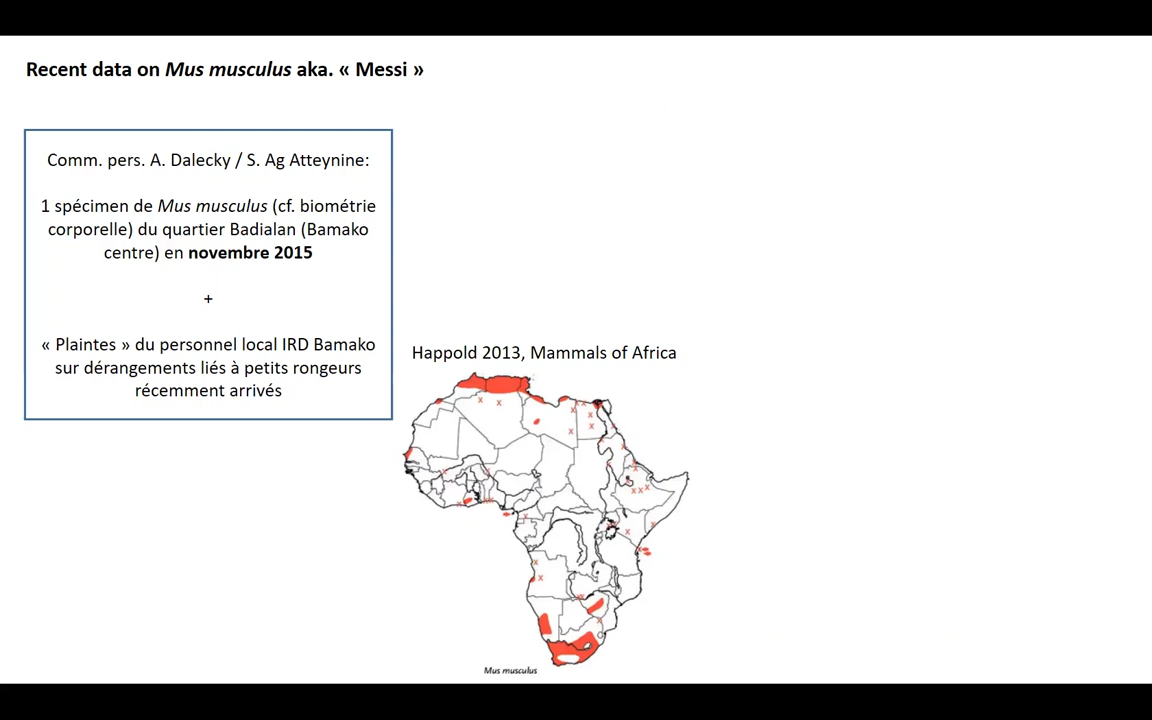 Recent data on Mus musculus aka. « Messi »
Comm. pers. A. Dalecky / S. Ag Atteynine:
1 spécimen de Mus musculus (cf. biométrie
corporelle) du quartier Badialan (Bamako
centre) en novembre 2015
+
« Plaintes » du personnel local IRD Bamako
sur dérangements liés à petits rongeurs
récemment arrivés
Happold 2013, Mammals of Africa
Mus musculus